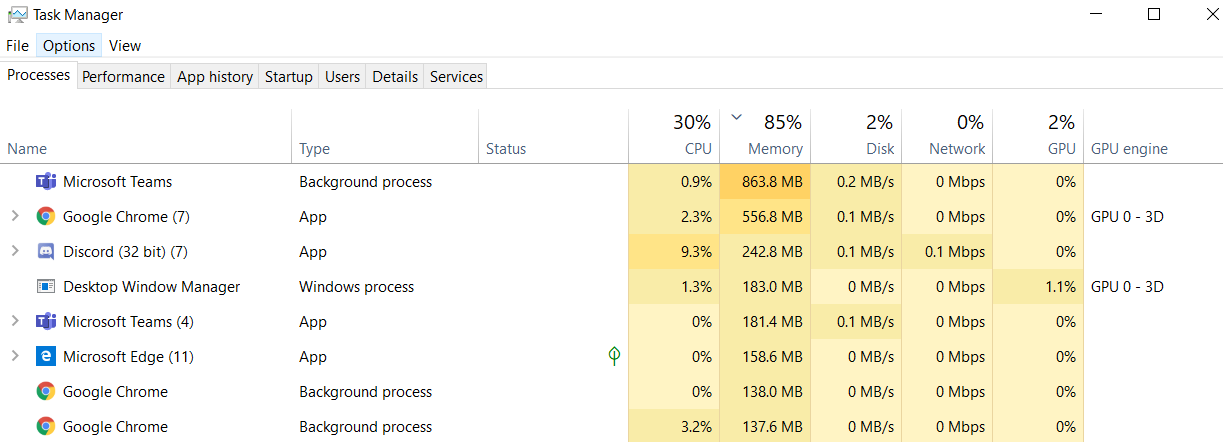 Task Manager
File Options View
Processes Performance App history Startup Users Details Services
30% 85% 2% 0% 2%
Name Type Status CPU Memory Disk Network GPU GPU engine
Microsoft Teams Background process 0.9% 863.8 MB 0.2 MB/s 0 Mbps 0%
Google Chrome (7) App 2.3% 556.8 MB 0.1 MB/s 0 Mbps 0% GPU 0 - 3D
Discord (32 bit) (7) App 9.3% 242.8 MB 0.1 MB/s 0.1 Mbps 0%
Desktop Window Manager Windows process 1.3% 183.0 MB 0 MB/s 0 Mbps 1.1% GPU 0 - 3D
Microsoft Teams (4) App 0% 181.4 MB 0.1 MB/s 0 Mbps 0%
Microsoft Edge (11) App 0% 158.6 MB 0 MB/s 0 Mbps 0%
Google Chrome Background process 0% 138.0 MB 0 MB/s 0 Mbps 0%
Google Chrome Background process 3.2% 137.6 MB 0 MB/s 0 Mbps 0%